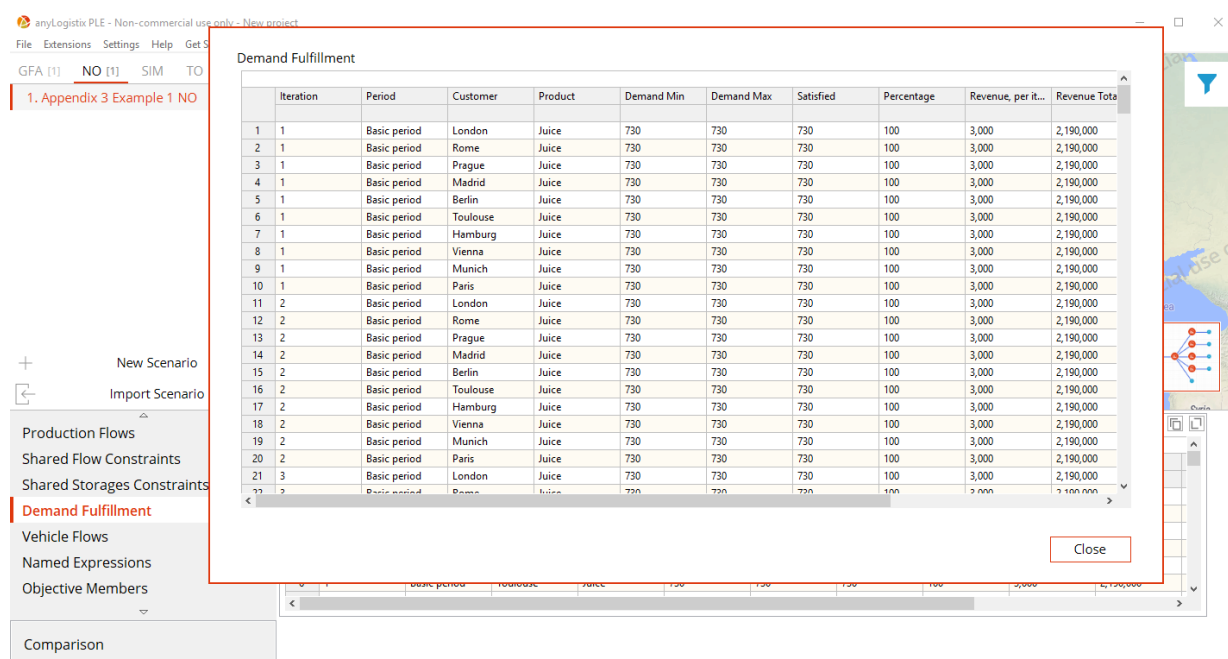 anyLogistix PLE - Non-commercial use only - New project
File Extensions Settings Help Get S
GFA [1] NO [1] SIM TO
1. Appendix 3 Example 1 NO
Demand Fulfillment
Iteration Period Customer Product Demand Min Demand Max Satisfied Percentage Revenue, per it... Revenue Tota
1 1 Basic period London Juice 730 730 730 100 3,000 2,190,000
2 1 Basic period Rome Juice 730 730 730 100 3,000 2,190,000
3 1 Basic period Prague Juice 730 730 730 100 3,000 2,190,000
4 1 Basic period Madrid Juice 730 730 730 100 3,000 2,190,000
5 1 Basic period Berlin Juice 730 730 730 100 3,000 2,190,000
6 1 Basic period Toulouse Juice 730 730 730 100 3,000 2,190,000
7 1 Basic period Hamburg Juice 730 730 730 100 3,000 2,190,000
8 1 Basic period Vienna Juice 730 730 730 100 3,000 2,190,000
9 1 Basic period Munich Juice 730 730 730 100 3,000 2,190,000
10 1 Basic period Paris Juice 730 730 730 100 3,000 2,190,000
11 2 Basic period London Juice 730 730 730 100 3,000 2,190,000
12 2 Basic period Rome Juice 730 730 730 100 3,000 2,190,000
13 2 Basic period Prague Juice 730 730 730 100 3,000 2,190,000
14 2 Basic period Madrid Juice 730 730 730 100 3,000 2,190,000
15 2 Basic period Berlin Juice 730 730 730 100 3,000 2,190,000
16 2 Basic period Toulouse Juice 730 730 730 100 3,000 2,190,000
17 2 Basic period Hamburg Juice 730 730 730 100 3,000 2,190,000
18 2 Basic period Vienna Juice 730 730 730 100 3,000 2,190,000
19 2 Basic period Munich Juice 730 730 730 100 3,000 2,190,000
20 2 Basic period Paris Juice 730 730 730 100 3,000 2,190,000
21 3 Basic period London Juice 730 730 730 100 3,000 2,190,000
Close
New Scenario
Import Scenario
Production Flows
Shared Flow Constraints
Shared Storages Constraints
Demand Fulfillment
Vehicle Flows
Named Expressions
Objective Members
Comparison